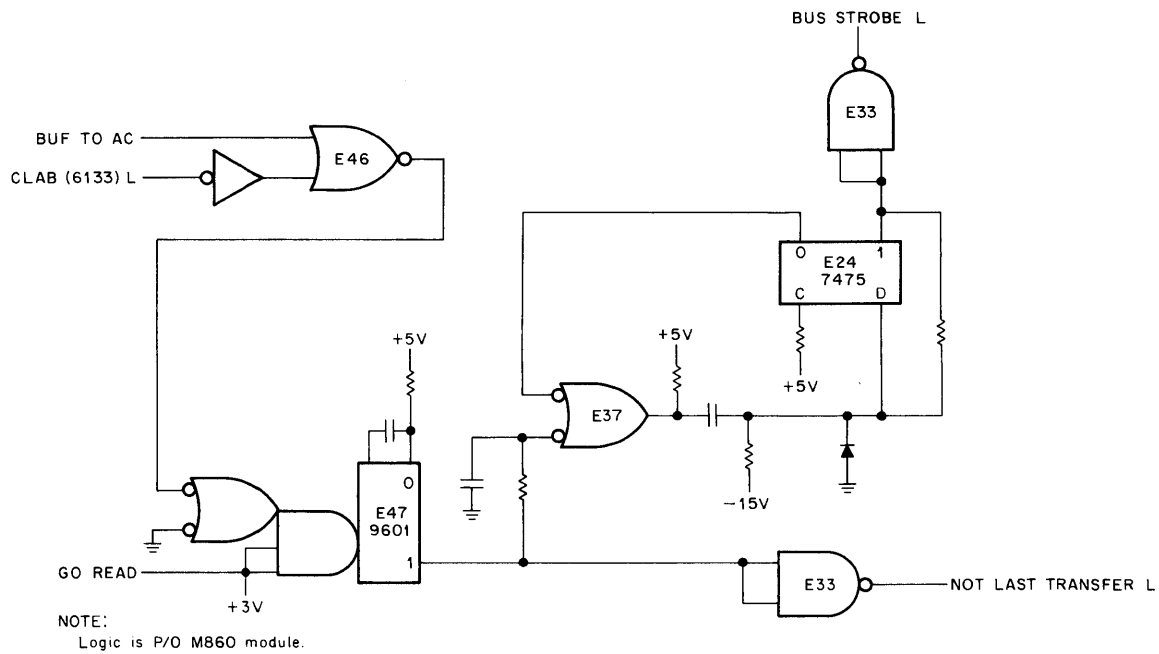 BUS STROBE L
E33
BUF TO AC
E46
CLAB (6133) L
0 1
E24
7475
C D
+5V
+5V
+5V
E37
0
E47
9601
1
-15V
GO READ
+3V
E33
NOT LAST TRANSFER L
NOTE:
Logic is P/O M860 module.